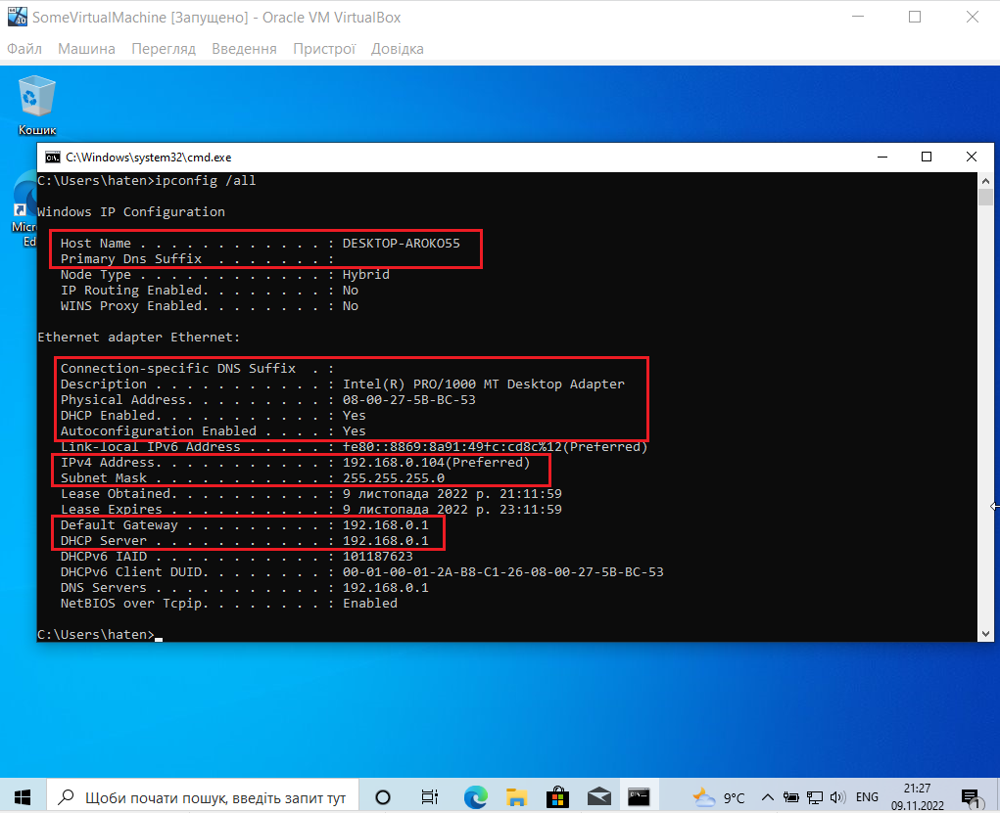 SomeVirtualMachine [Запущено] - Oracle VM VirtualBox
Файл Машина Перегляд Введення Пристрої Довідка
Кошик
C:\Windows\system32\cmd.exe
C:\Users\haten>ipconfig /all
Windows IP Configuration
Host Name . . . . . . . . . . . . : DESKTOP-AROKO55
Primary Dns Suffix . . . . . . . :
Node Type . . . . . . . . . . . . : Hybrid
IP Routing Enabled. . . . . . . . : No
WINS Proxy Enabled. . . . . . . . : No
Ethernet adapter Ethernet:
Connection-specific DNS Suffix . :
Description . . . . . . . . . . . : Intel(R) PRO/1000 MT Desktop Adapter
Physical Address. . . . . . . . . : 08-00-27-5B-BC-53
DHCP Enabled. . . . . . . . . . . : Yes
Autoconfiguration Enabled . . . . : Yes
Link-local IPv6 Address . . . . . : fe80::8869:8a91:49fc:cd8c%12(Preferred)
IPv4 Address. . . . . . . . . . . : 192.168.0.104(Preferred)
Subnet Mask . . . . . . . . . . . : 255.255.255.0
Lease Obtained. . . . . . . . . . : 9 листопада 2022 р. 21:11:59
Lease Expires . . . . . . . . . . : 9 листопада 2022 р. 23:11:59
Default Gateway . . . . . . . . . : 192.168.0.1
DHCP Server . . . . . . . . . . . : 192.168.0.1
DHCPv6 IAID . . . . . . . . . . . : 101187623
DHCPv6 Client DUID. . . . . . . . : 00-01-00-01-2A-B8-C1-26-08-00-27-5B-BC-53
DNS Servers . . . . . . . . . . . : 192.168.0.1
NetBIOS over Tcpip. . . . . . . . : Enabled
C:\Users\haten>
Micr
Ed
Щоби почати пошук, введіть запит тут
9°C
ENG
21:27
09.11.2022
1